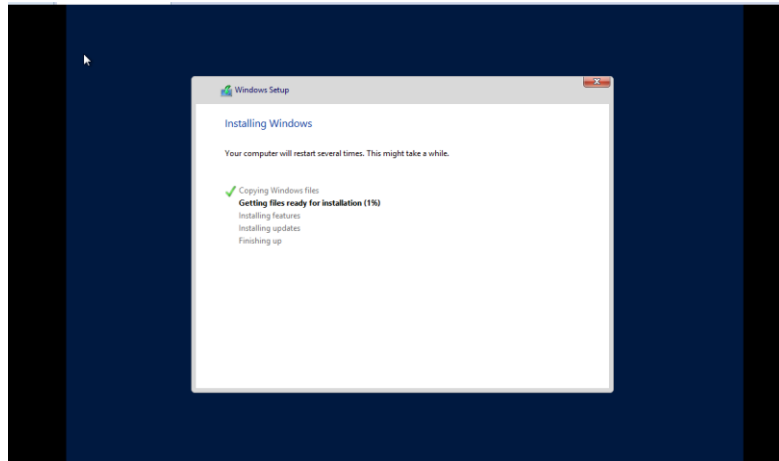 Windows Setup
Installing Windows
Your computer will restart several times. This might take a while.
Copying Windows files
Getting files ready for installation (1%)
Installing features
Installing updates
Finishing up